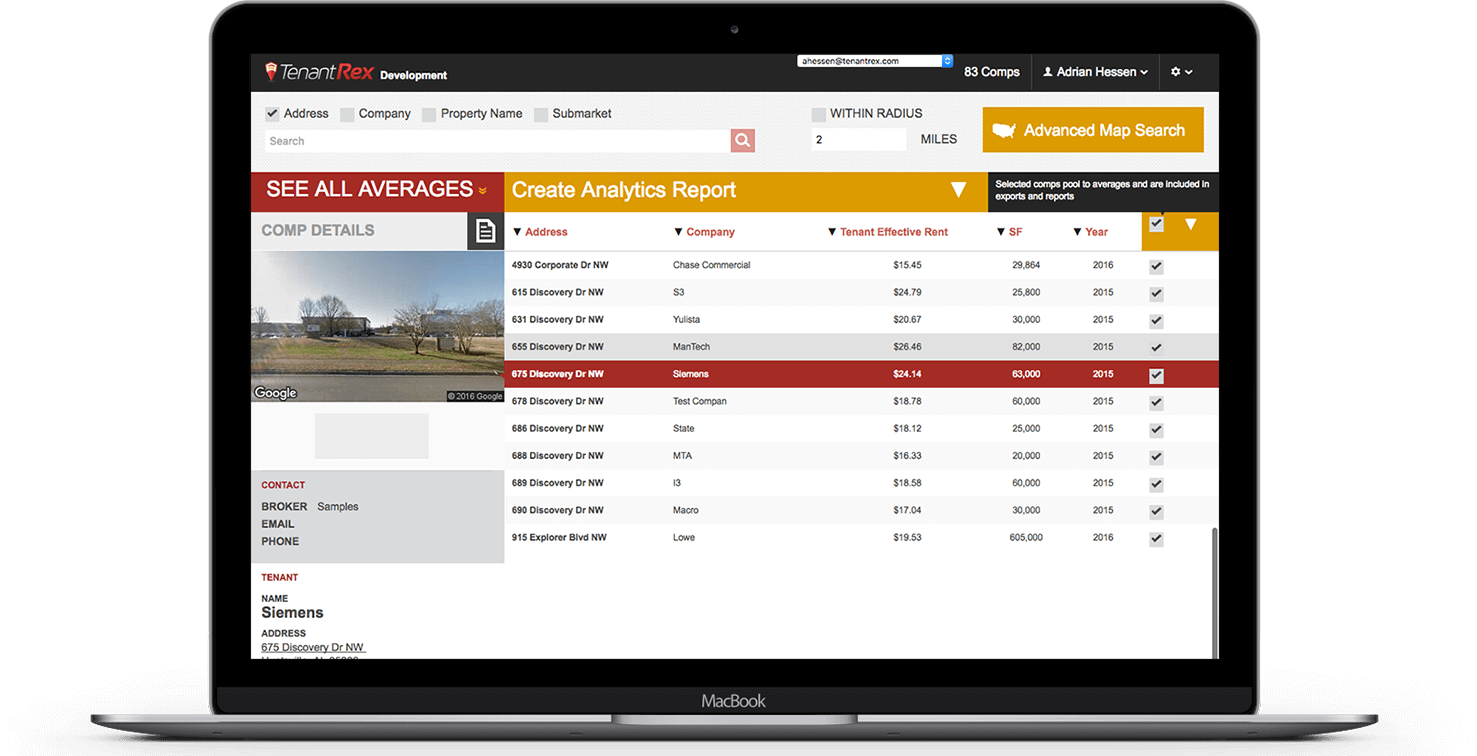 TenantRex Development
ahessen@tenantrex.com
83 Comps
Adrian Hessen
Address Company Property Name Submarket
WITHIN RADIUS
Search
2 MILES
Advanced Map Search
SEE ALL AVERAGES
Create Analytics Report
Selected comps pool to averages and are included in
exports and reports
COMP DETAILS
Address Company Tenant Effective Rent SF Year
4930 Corporate Dr NW Chase Commercial $15.45 29,864 2016
615 Discovery Dr NW S3 $24.79 25,800 2015
631 Discovery Dr NW Yulista $20.67 30,000 2015
655 Discovery Dr NW ManTech $26.46 82,000 2015
675 Discovery Dr NW Siemens $24.14 63,000 2015
678 Discovery Dr NW Test Compan $18.78 60,000 2015
686 Discovery Dr NW State $18.12 25,000 2015
688 Discovery Dr NW MTA $16.33 20,000 2015
689 Discovery Dr NW I3 $18.58 60,000 2015
690 Discovery Dr NW Macro $17.04 30,000 2015
915 Explorer Blvd NW Lowe $19.53 605,000 2016
Google
© 2016 Google
CONTACT
BROKER Samples
EMAIL
PHONE
TENANT
NAME
Siemens
ADDRESS
675 Discovery Dr NW
MacBook